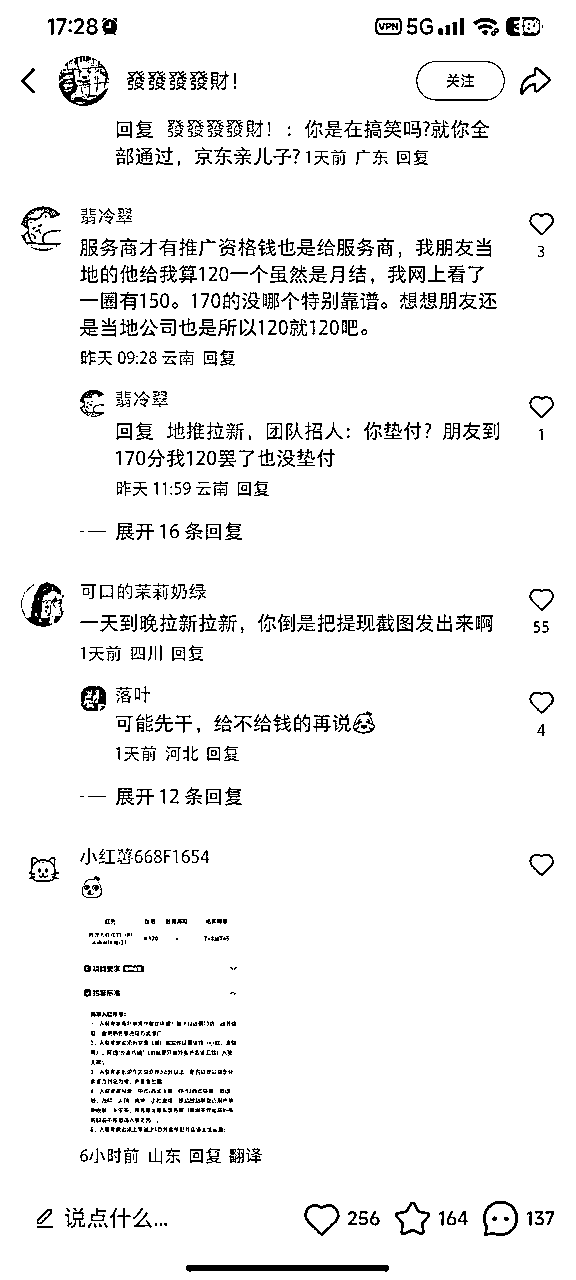 17:28
VPN 5G
發發發發財！
关注
回复 發發發發財！：你是在搞笑吗?就你全
部通过，京东亲儿子? 1天前 广东 回复
翡冷翠
服务商才有推广资格钱也是给服务商，我朋友当
地的他给我算120一个虽然是月结，我网上看了
一圈有150。170的没哪个特别靠谱。想想朋友还
是当地公司也是所以120就120吧。
3
昨天 09:28 云南 回复
翡冷翠
回复 地推拉新，团队招人：你垫付？朋友到
170分我120罢了也没垫付
1
昨天 11:59 云南 回复
展开 16 条回复
可口的茉莉奶绿
一天到晚拉新拉新，你倒是把提现截图发出来啊
55
1天前 四川 回复
落叶
可能先干，给不给钱的再说
4
1天前 河北 回复
展开 12 条回复
小红薯668F1654
项目要求
结算标准
6小时前 山东 回复 翻译
说点什么...
256
164
137